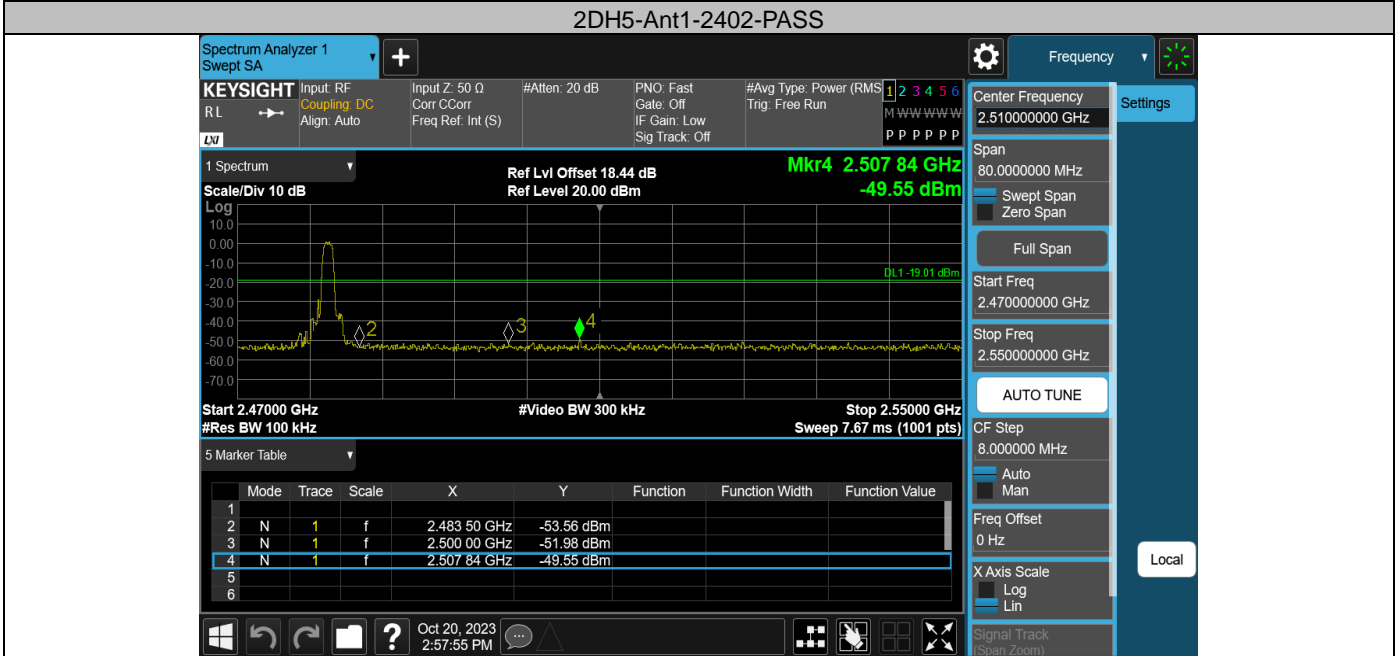 2DH5-Ant1-2402-PASS
Spectrum Analyzer 1
Swept SA
+
Frequency
KEYSIGHT
RL
LXI
Input: RF
Coupling: DC
Align: Auto
Input Z: 50 Ω
Corr CCorr
Freq Ref: Int (S)
#Atten: 20 dB
PNO: Fast
Gate: Off
IF Gain: Low
Sig Track: Off
#Avg Type: Power (RMS
Trig: Free Run
1 2 3 4 5 6
M W W W W W
P P P P P P
1 Spectrum
Scale/Div 10 dB
Ref Lvl Offset 18.44 dB
Ref Level 20.00 dBm
Mkr4 2.507 84 GHz
-49.55 dBm
Log
10.0
0.00
-10.0
-20.0
-30.0
-40.0
-50.0
-60.0
-70.0
DL1 -19.01 dBm
2
3
4
Start 2.47000 GHz
#Video BW 300 kHz
Stop 2.55000 GHz
#Res BW 100 kHz
Sweep 7.67 ms (1001 pts)
5 Marker Table
Mode Trace Scale X Y Function Function Width Function Value
1
2 N 1 f 2.483 50 GHz -53.56 dBm
3 N 1 f 2.500 00 GHz -51.98 dBm
4 N 1 f 2.507 84 GHz -49.55 dBm
5
6
?
Oct 20, 2023
2:57:55 PM
Center Frequency
2.510000000 GHz
Span
80.0000000 MHz
Swept Span
Zero Span
Full Span
Start Freq
2.470000000 GHz
Stop Freq
2.550000000 GHz
AUTO TUNE
CF Step
8.000000 MHz
Auto
Man
Freq Offset
0 Hz
X Axis Scale
Log
Lin
Signal Track
(Span Zoom)
Settings
Local